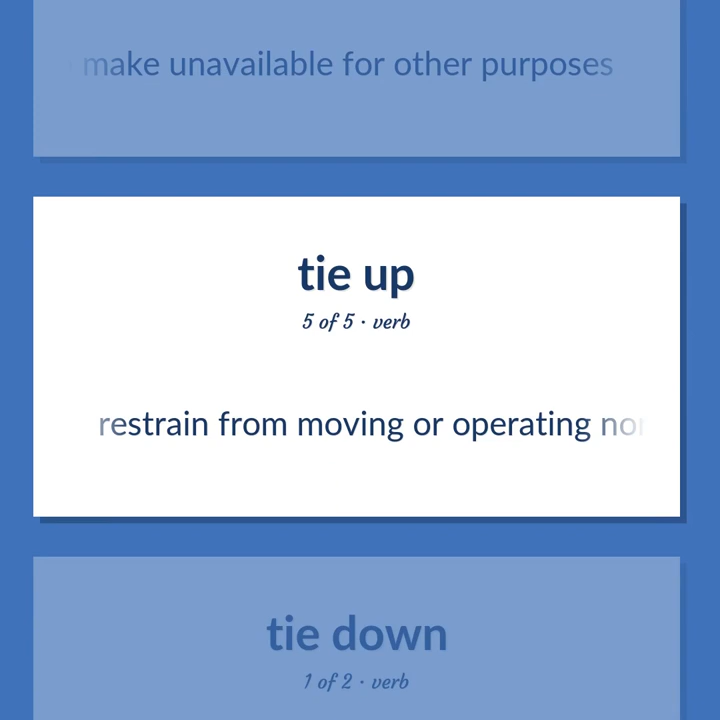 make unavailable for other purposes
tie up
5 of 5 · verb
restrain from moving or operating
tie down
1 of 2 · verb